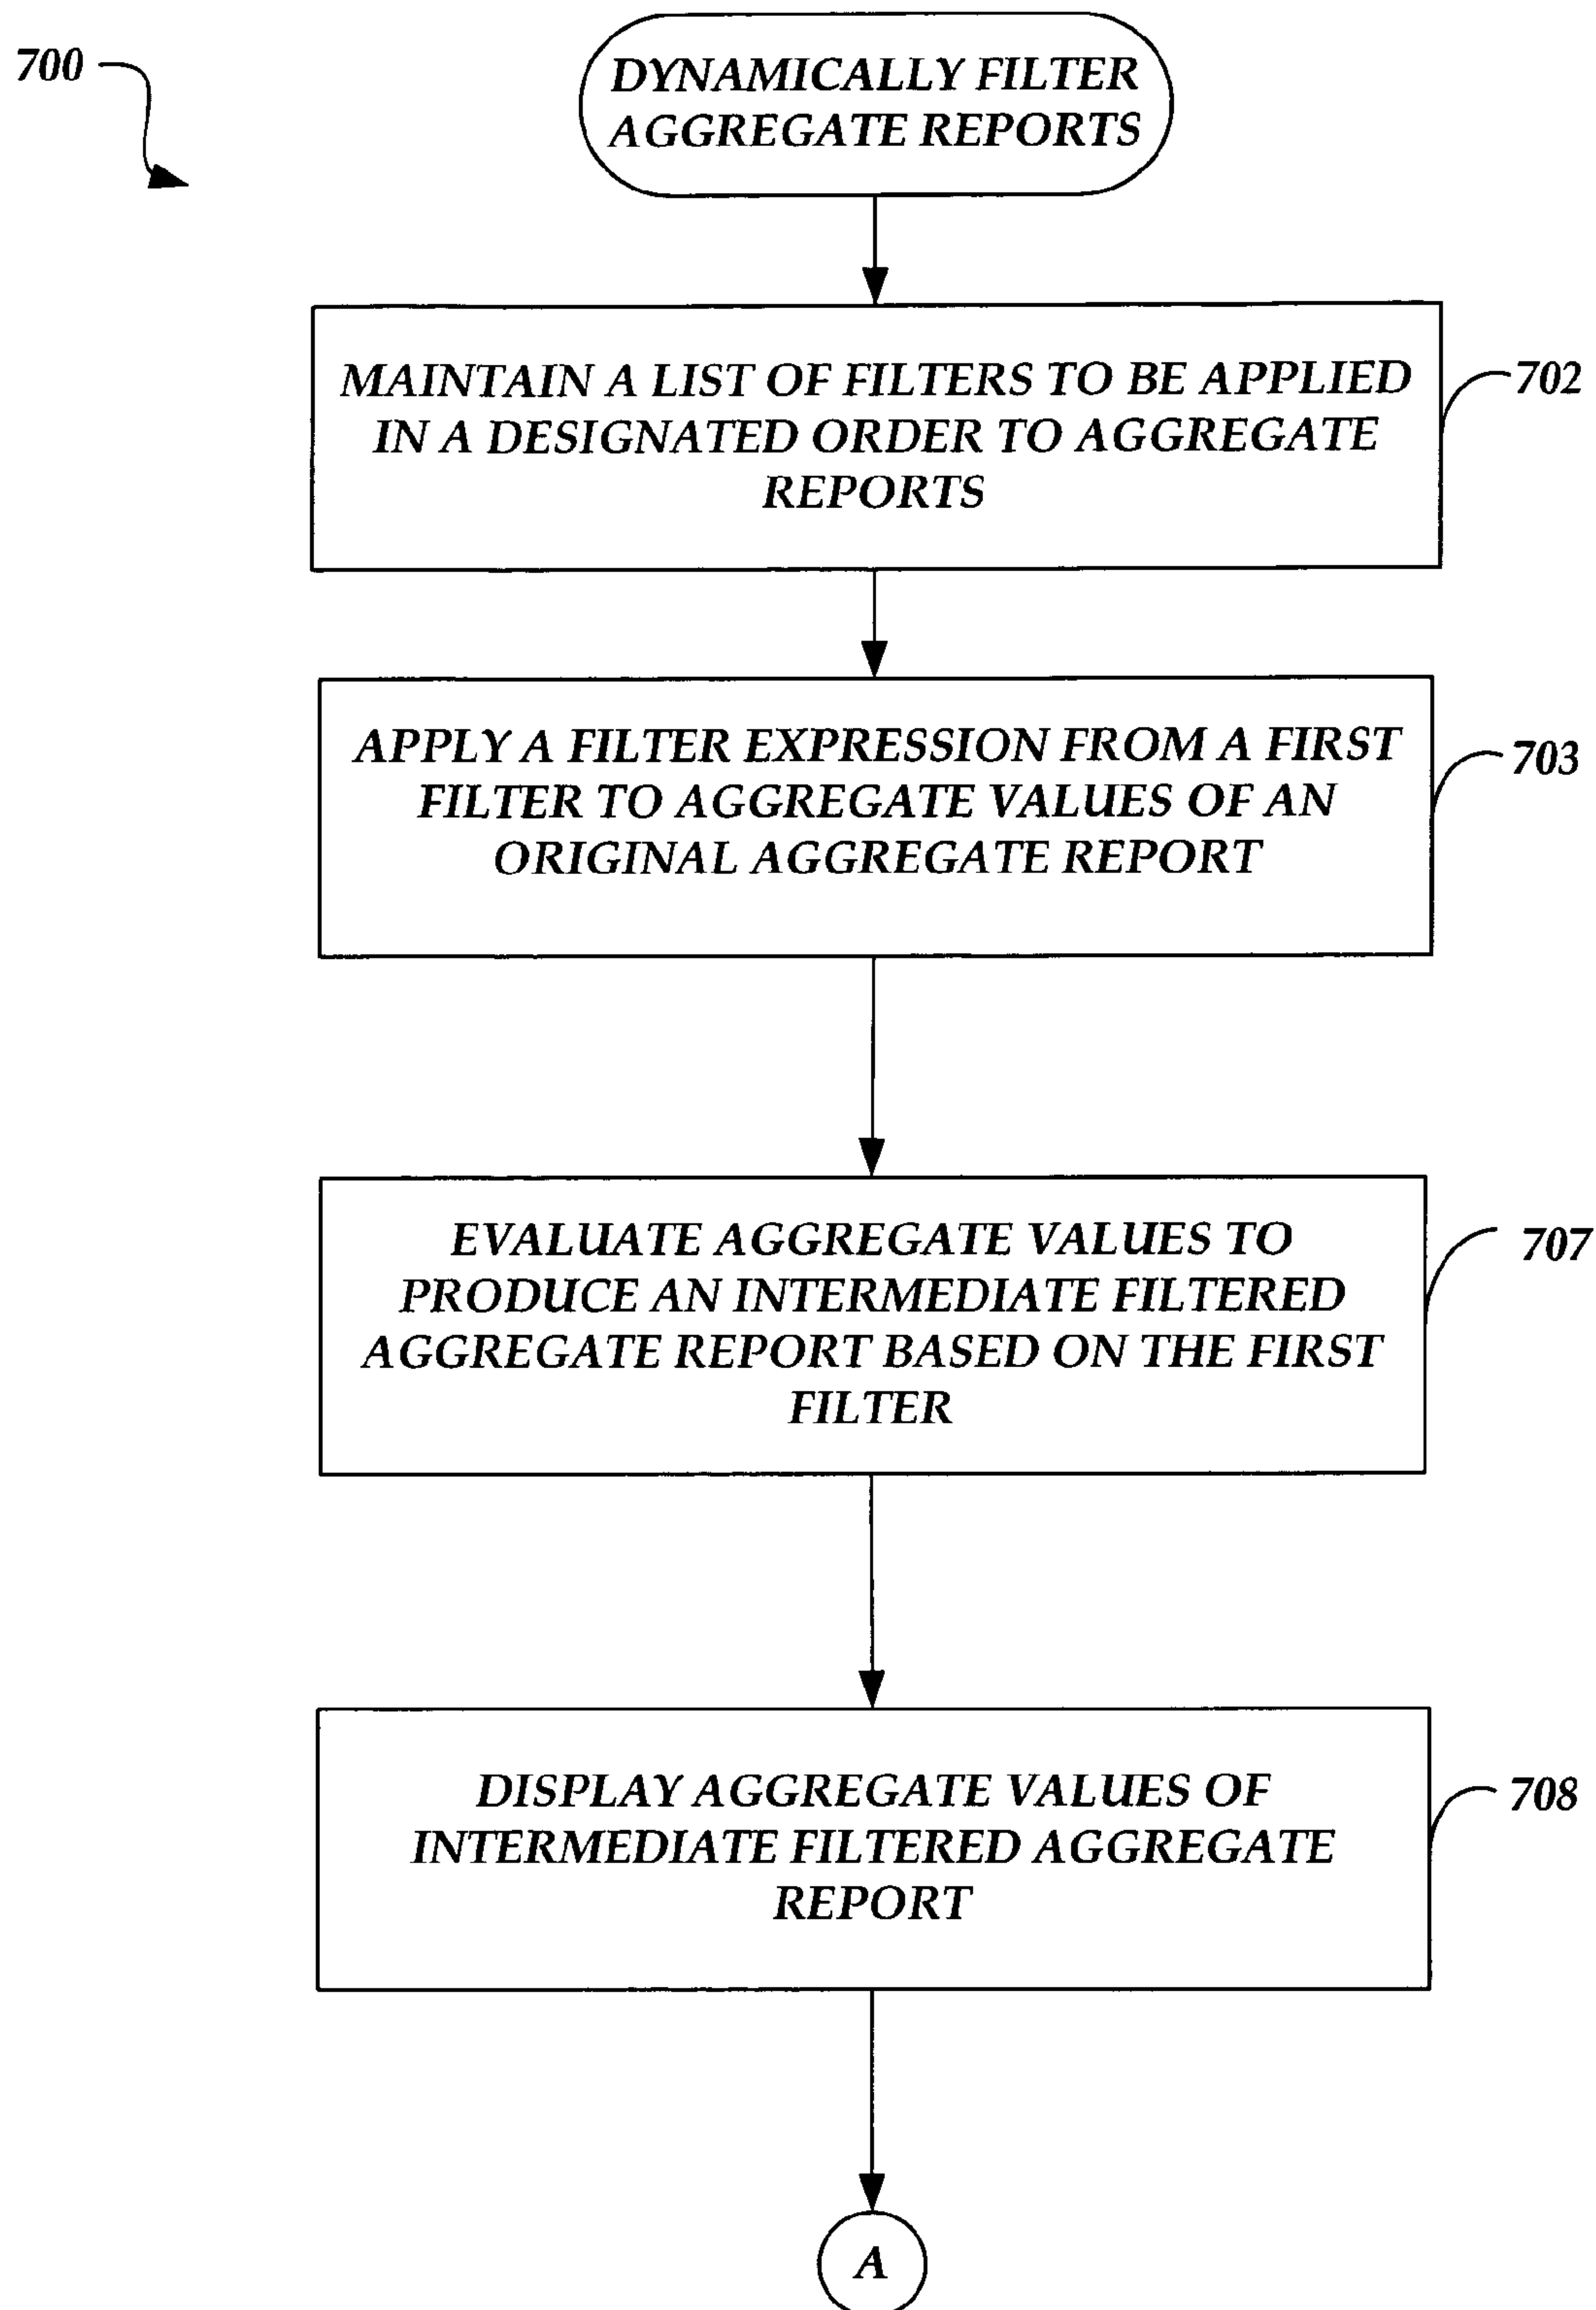 700
DYNAMICALLY FILTER
AGGREGATE REPORTS
MAINTAIN A LIST OF FILTERS TO BE APPLIED
IN A DESIGNATED ORDER TO AGGREGATE
REPORTS
702
APPLY A FILTER EXPRESSION FROM A FIRST
FILTER TO AGGREGATE VALUES OF AN
ORIGINAL AGGREGATE REPORT
703
EVALUATE AGGREGATE VALUES TO
PRODUCE AN INTERMEDIATE FILTERED
AGGREGATE REPORT BASED ON THE FIRST
FILTER
707
DISPLAY AGGREGATE VALUES OF
INTERMEDIATE FILTERED AGGREGATE
REPORT
708
A